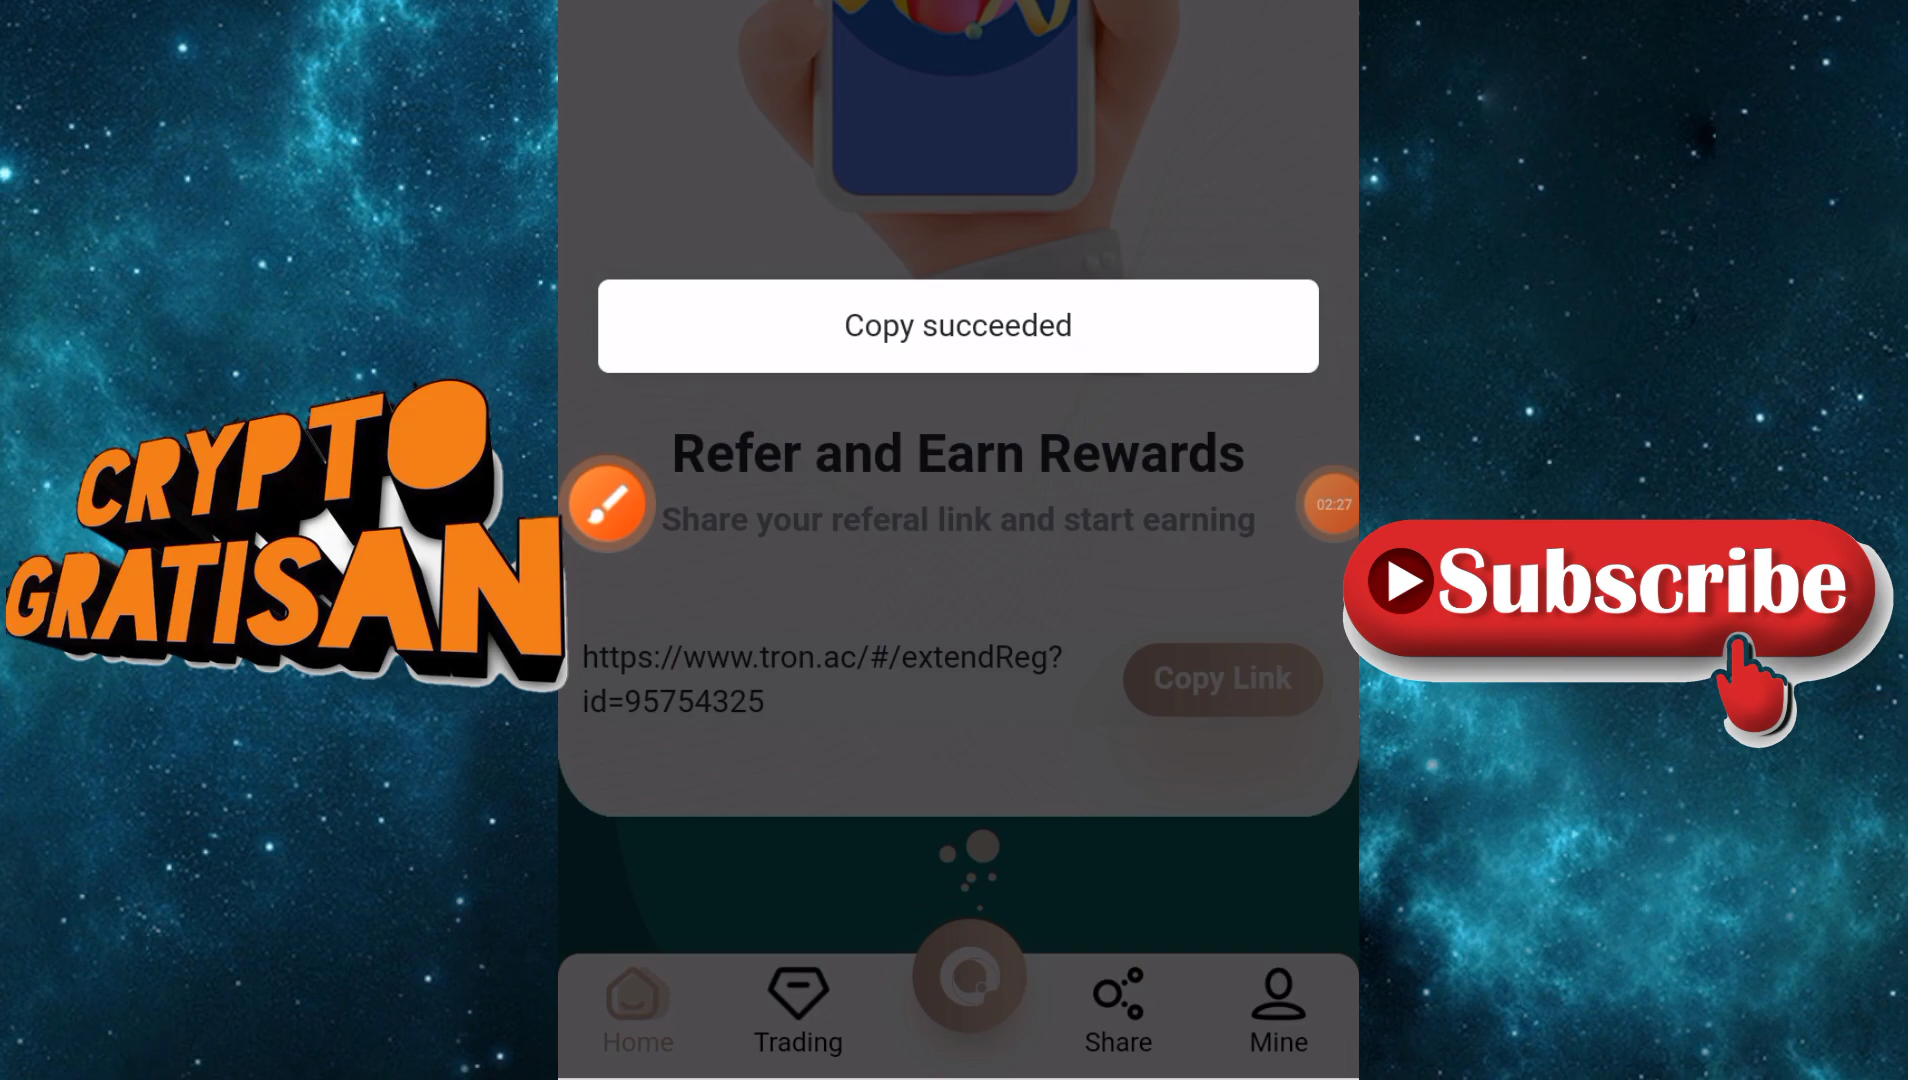 Copy succeeded
Refer and Earn Rewards
Share your referal link and start earning
02:27
CRYPTO
GRATISAN
Subscribe
https://www.tron.ac/#/extendReg?
id=95754325
Copy Link
Home
Trading
Share
Mine